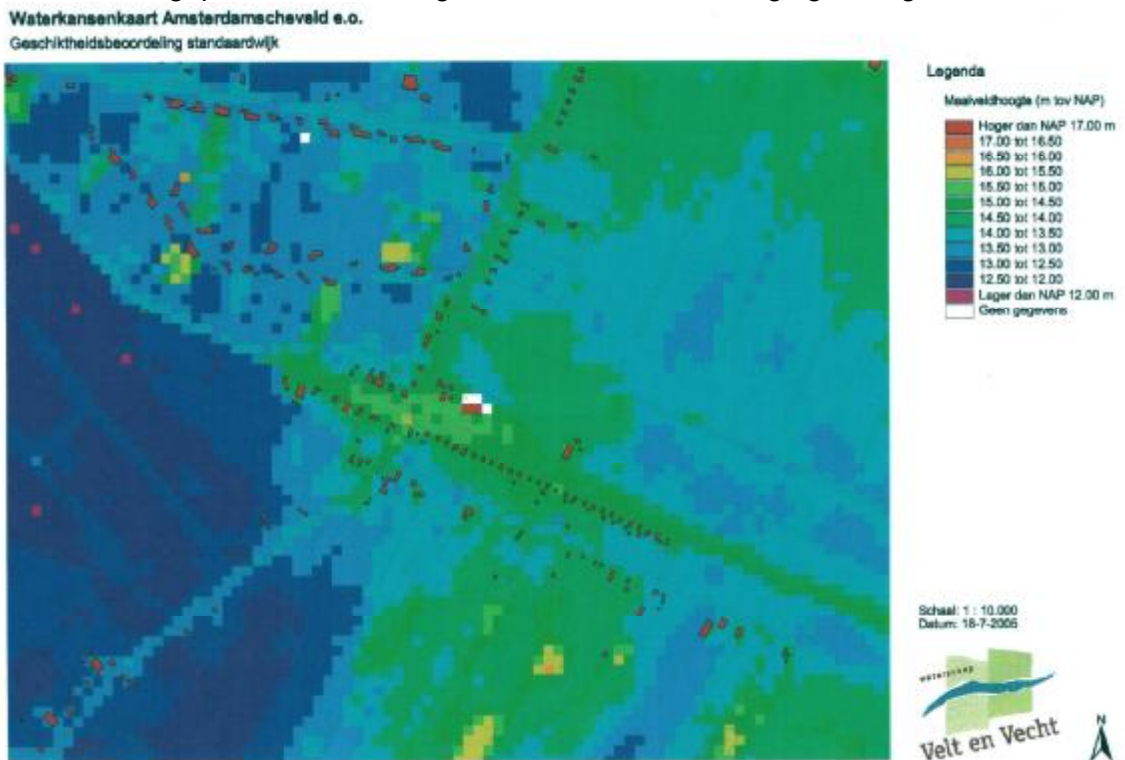 Waterkansenkaart Amsterdamscheveld e.o.
Geschiktheidsbeoordeling standaardwijk
Legenda
Maaiveldhoogte (m tov NAP)
Hoger dan NAP 17.00 m
17.00 tot 16.50
16.50 tot 16.00
16.00 tot 15.50
15.50 tot 15.00
15.00 tot 14.50
14.50 tot 14.00
14.00 tot 13.50
13.50 tot 13.00
13.00 tot 12.50
12.50 tot 12.00
Lager dan NAP 12.00 m
Geen gegevens
Schaal: 1 : 10.000
Datum: 18-7-2005
waterschap
Velt en Vecht
N